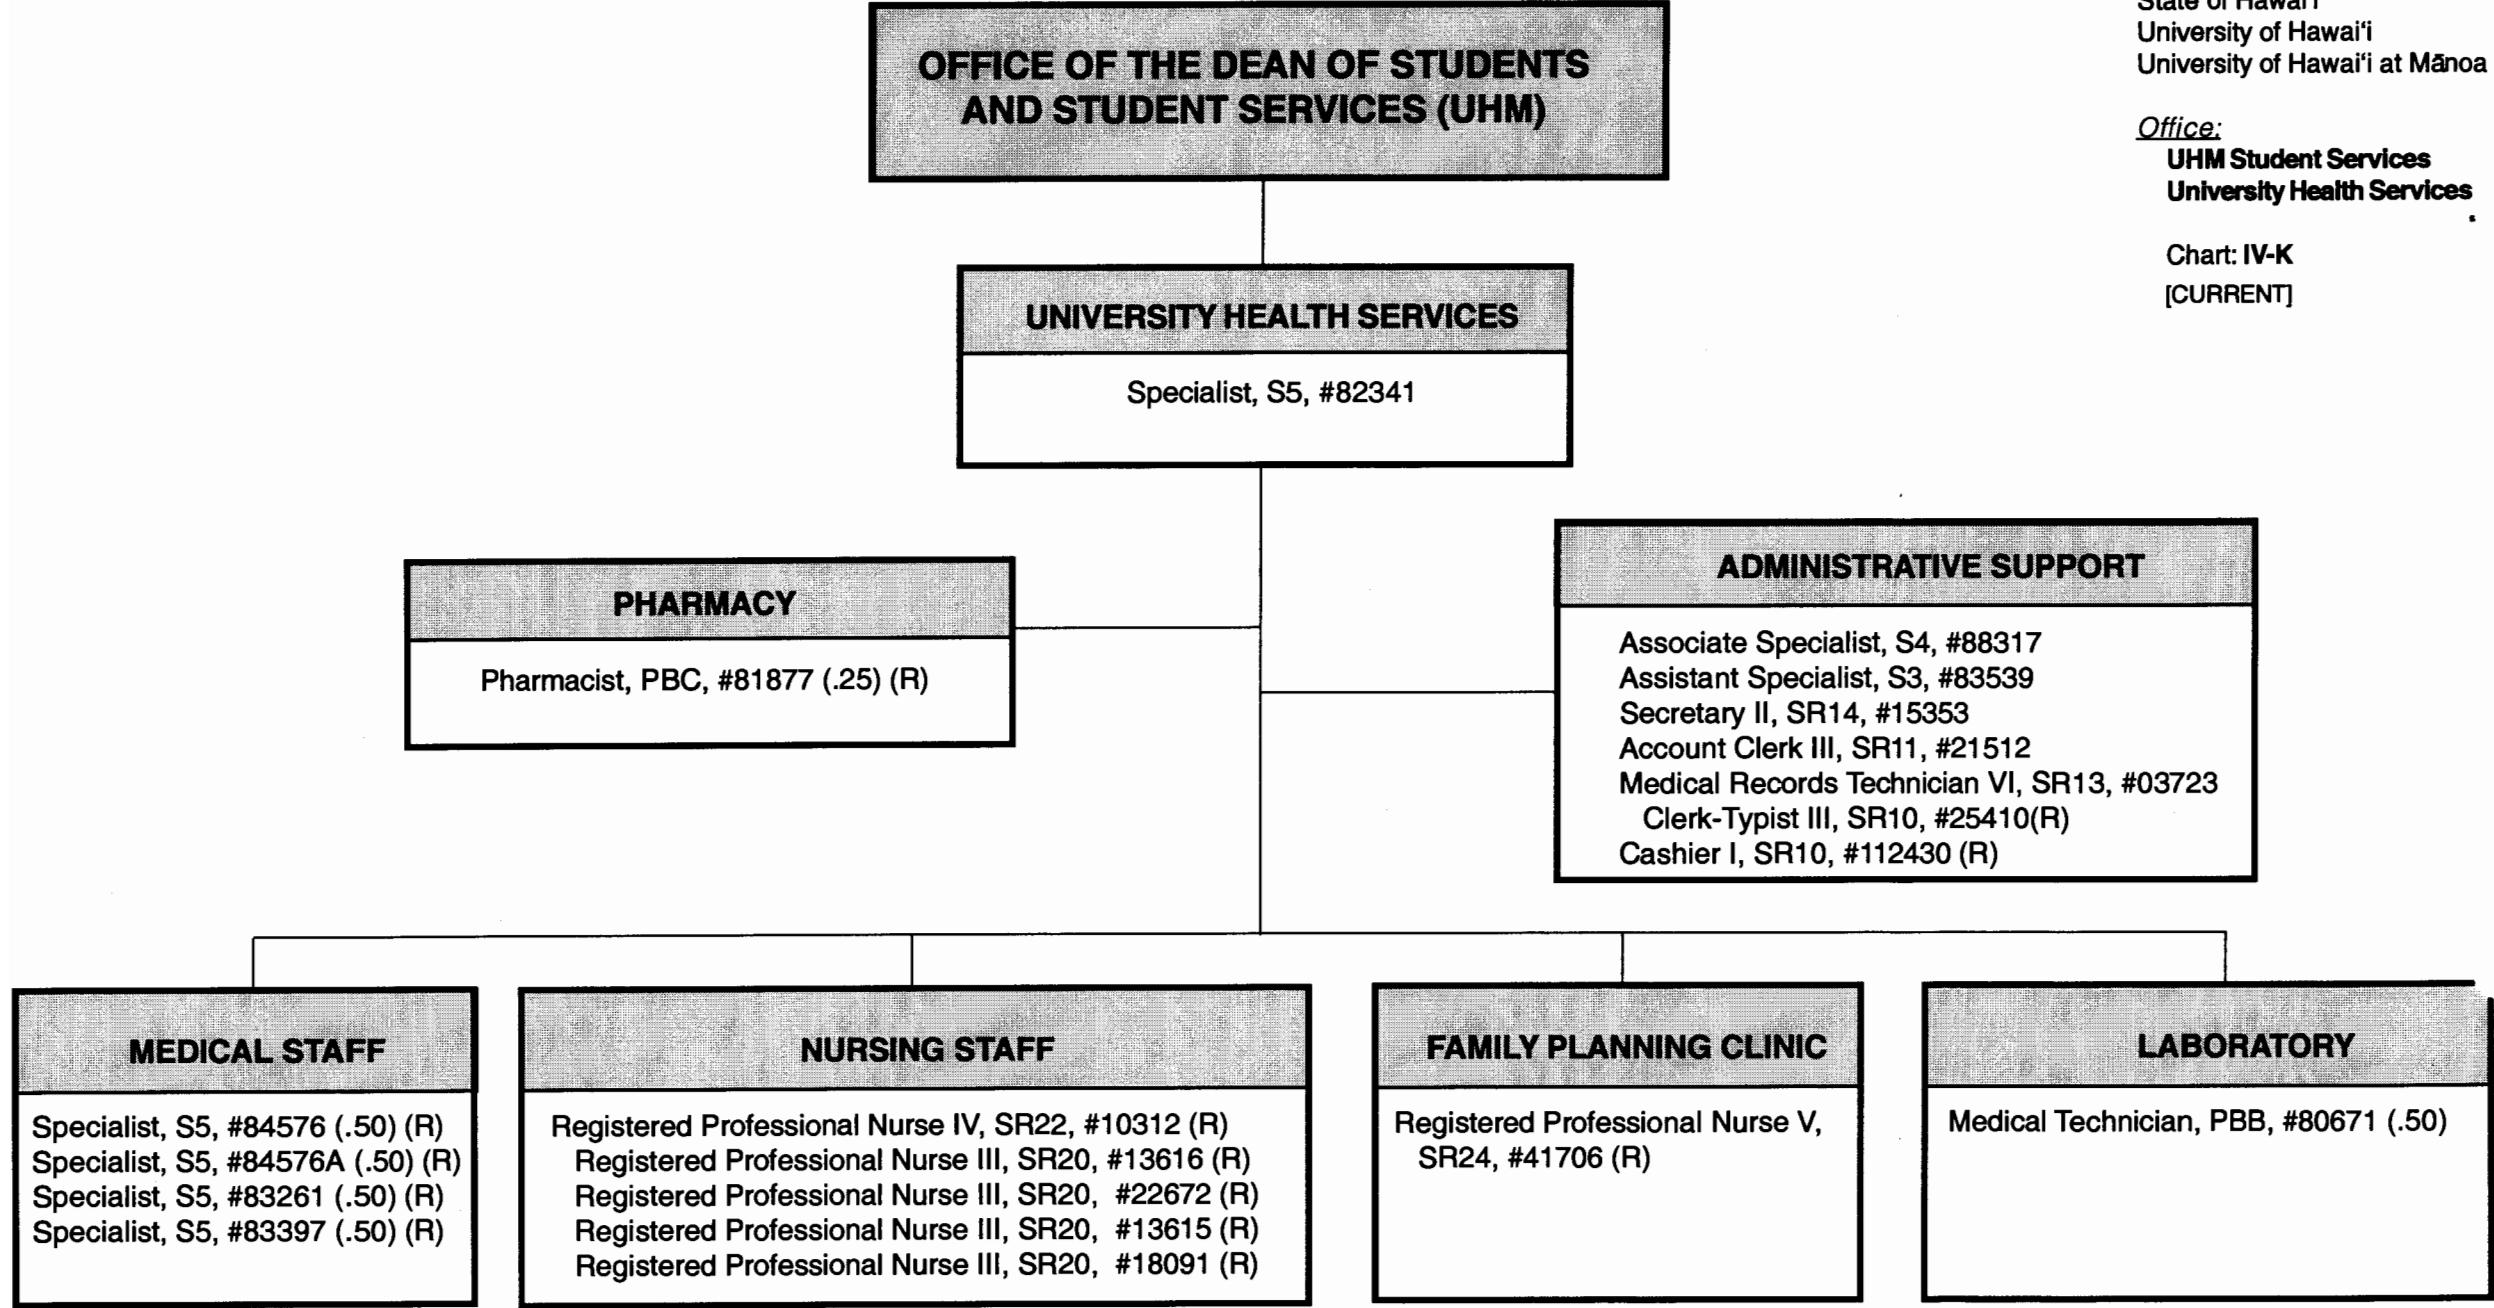 State of Hawai'i
University of Hawai'i
University of Hawai'i at Mānoa
Office:
UHM Student Services
University Health Services
Chart: IV-K
[CURRENT]
OFFICE OF THE DEAN OF STUDENTS
AND STUDENT SERVICES (UHM)
UNIVERSITY HEALTH SERVICES
Specialist, S5, #82341
PHARMACY
Pharmacist, PBC, #81877 (.25) (R)
ADMINISTRATIVE SUPPORT
Associate Specialist, S4, #88317
Assistant Specialist, S3, #83539
Secretary II, SR14, #15353
Account Clerk III, SR11, #21512
Medical Records Technician VI, SR13, #03723
Clerk-Typist III, SR10, #25410(R)
Cashier I, SR10, #112430 (R)
MEDICAL STAFF
Specialist, S5, #84576 (.50) (R)
Specialist, S5, #84576A (.50) (R)
Specialist, S5, #83261 (.50) (R)
Specialist, S5, #83397 (.50) (R)
NURSING STAFF
Registered Professional Nurse IV, SR22, #10312 (R)
Registered Professional Nurse III, SR20, #13616 (R)
Registered Professional Nurse III, SR20, #22672 (R)
Registered Professional Nurse III, SR20, #13615 (R)
Registered Professional Nurse III, SR20, #18091 (R)
FAMILY PLANNING CLINIC
Registered Professional Nurse V,
SR24, #41706 (R)
LABORATORY
Medical Technician, PBB, #80671 (.50)